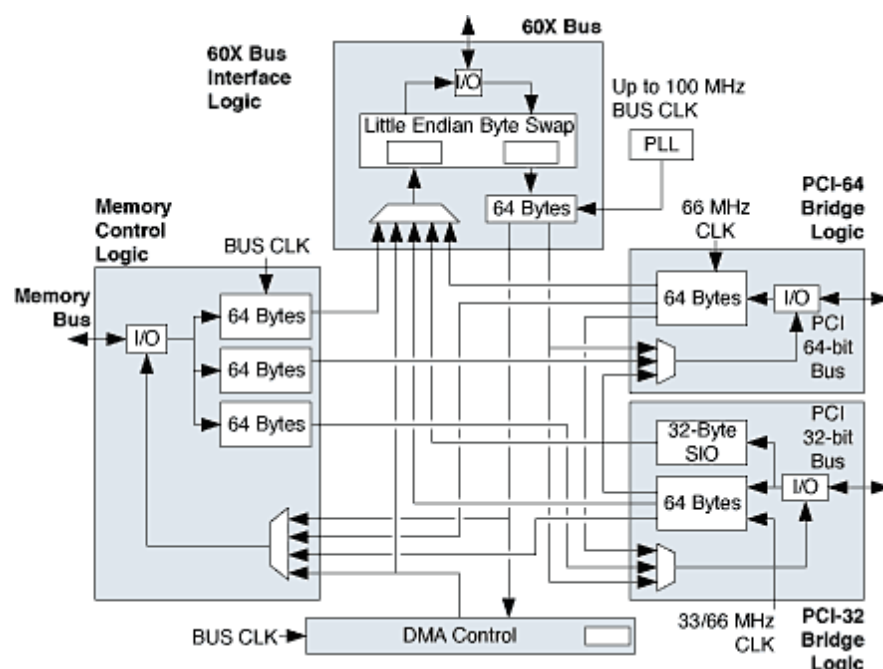 60X Bus
60X Bus
Interface
Logic
I/O
Up to 100 MHz
BUS CLK
Little Endian Byte Swap
PLL
64 Bytes
Memory
Control
Logic
BUS CLK
66 MHz
CLK
PCI-64
Bridge
Logic
Memory
Bus
I/O
64 Bytes
64 Bytes
64 Bytes
64 Bytes
I/O
PCI
64-bit
Bus
32-Byte
SIO
PCI
32-bit
Bus
64 Bytes
I/O
BUS CLK
DMA Control
33/66 MHz
CLK
PCI-32
Bridge
Logic